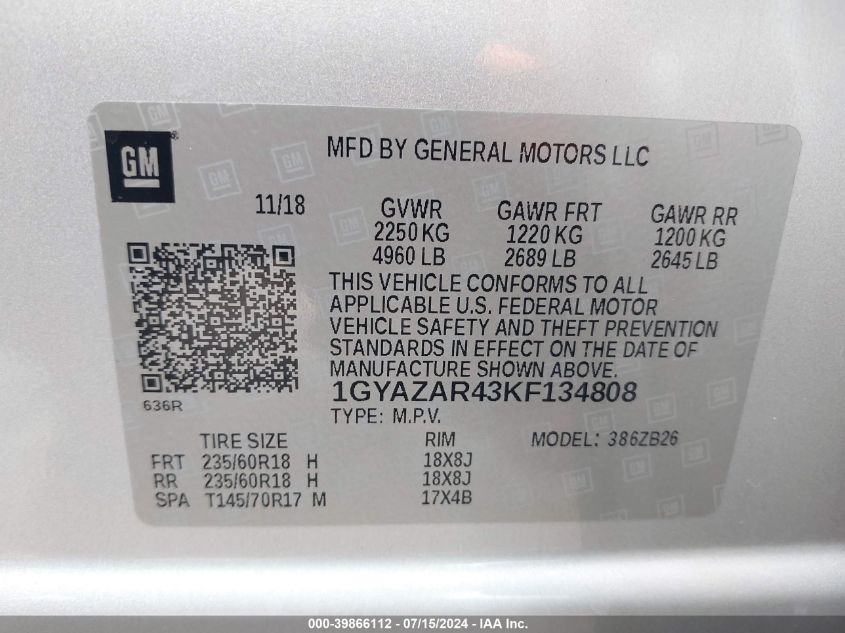 GM
®
MFD BY GENERAL MOTORS LLC
11/18
GVWR
2250 KG
4960 LB
GAWR FRT
1220 KG
2689 LB
GAWR RR
1200 KG
2645 LB
THIS VEHICLE CONFORMS TO ALL
APPLICABLE U.S. FEDERAL MOTOR
VEHICLE SAFETY AND THEFT PREVENTION
STANDARDS IN EFFECT ON THE DATE OF
MANUFACTURE SHOWN ABOVE.
636R
1GYAZAR43KF134808
TYPE: M.P.V.
TIRE SIZE RIM MODEL: 386ZB26
FRT 235/60R18 H 18X8J
RR 235/60R18 H 18X8J
SPA T145/70R17 M 17X4B
000-39866112 - 07/15/2024 - IAA Inc.